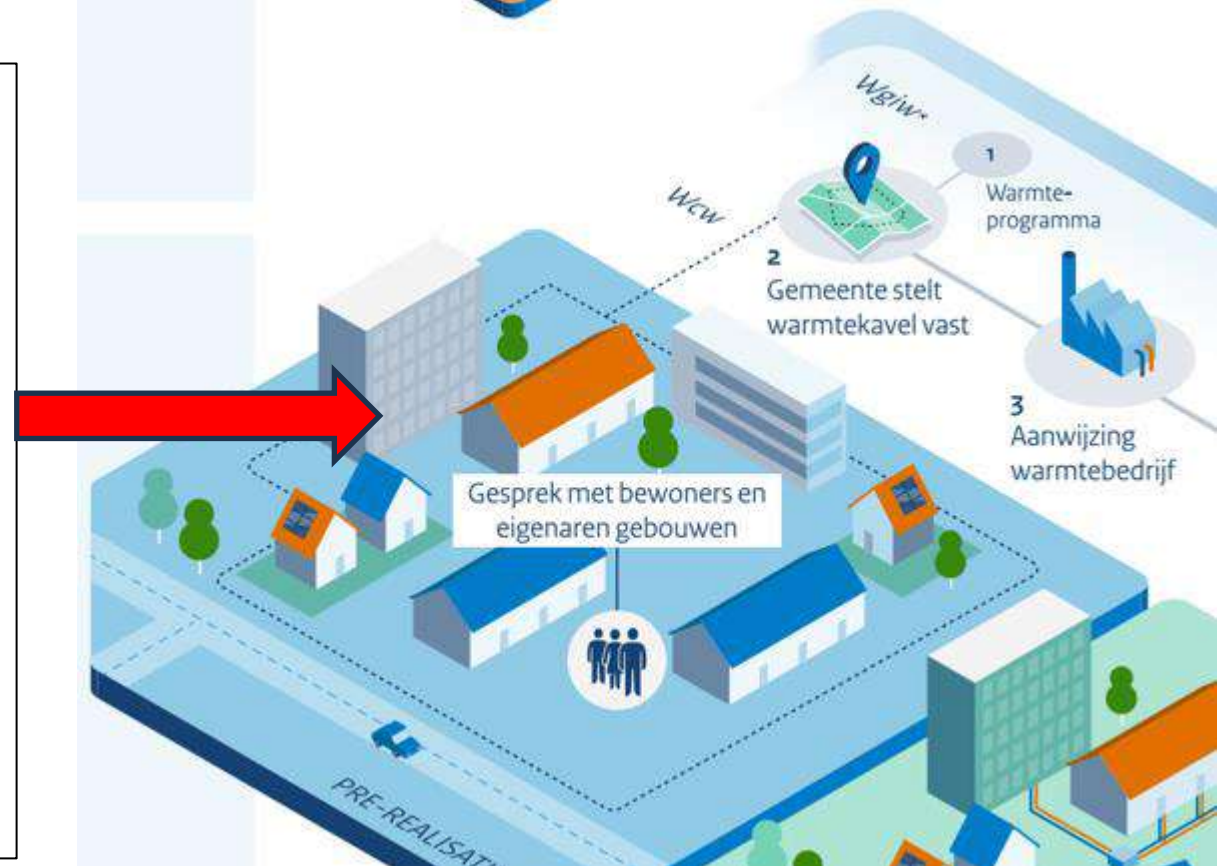 Wgiw*
1
Warmte-
programma
Wcw
2
Gemeente stelt
warmtekavel vast
3
Aanwijzing
warmtebedrijf
Gesprek met bewoners en
eigenaren gebouwen